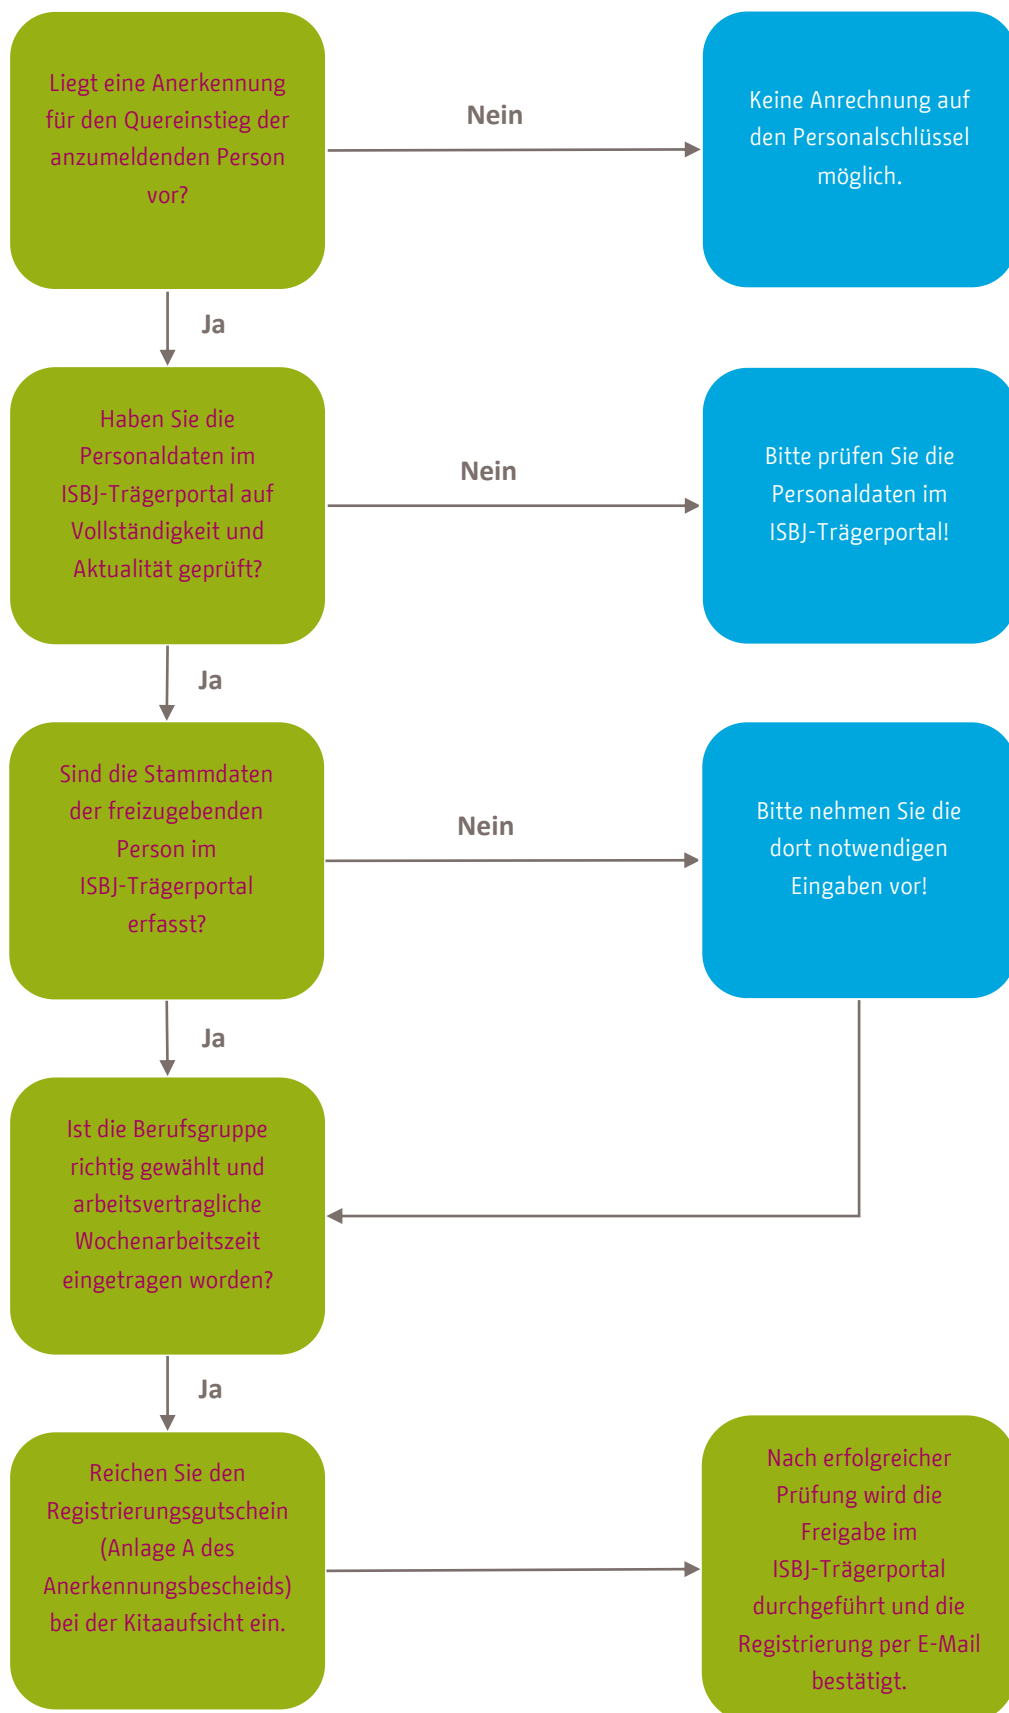 Liegt eine Anerkennung
für den Quereinstieg der
anzumeldenden Person
vor?
Nein
Keine Anrechnung auf
den Personalschlüssel
möglich.
Ja
Haben Sie die
Personaldaten im
ISBJ-Trägerportal auf
Vollständigkeit und
Aktualität geprüft?
Nein
Bitte prüfen Sie die
Personaldaten im
ISBJ-Trägerportal!
Ja
Sind die Stammdaten
der freizugebenden
Person im
ISBJ-Trägerportal
erfasst?
Nein
Bitte nehmen Sie die
dort notwendigen
Eingaben vor!
Ja
Ist die Berufsgruppe
richtig gewählt und
arbeitsvertragliche
Wochenarbeitszeit
eingetragen worden?
Ja
Reichen Sie den
Registrierungsgutschein
(Anlage A des
Anerkennungsbescheids)
bei der Kitaaufsicht ein.
Nach erfolgreicher
Prüfung wird die
Freigabe im
ISBJ-Trägerportal
durchgeführt und die
Registrierung per E-Mail
bestätigt.